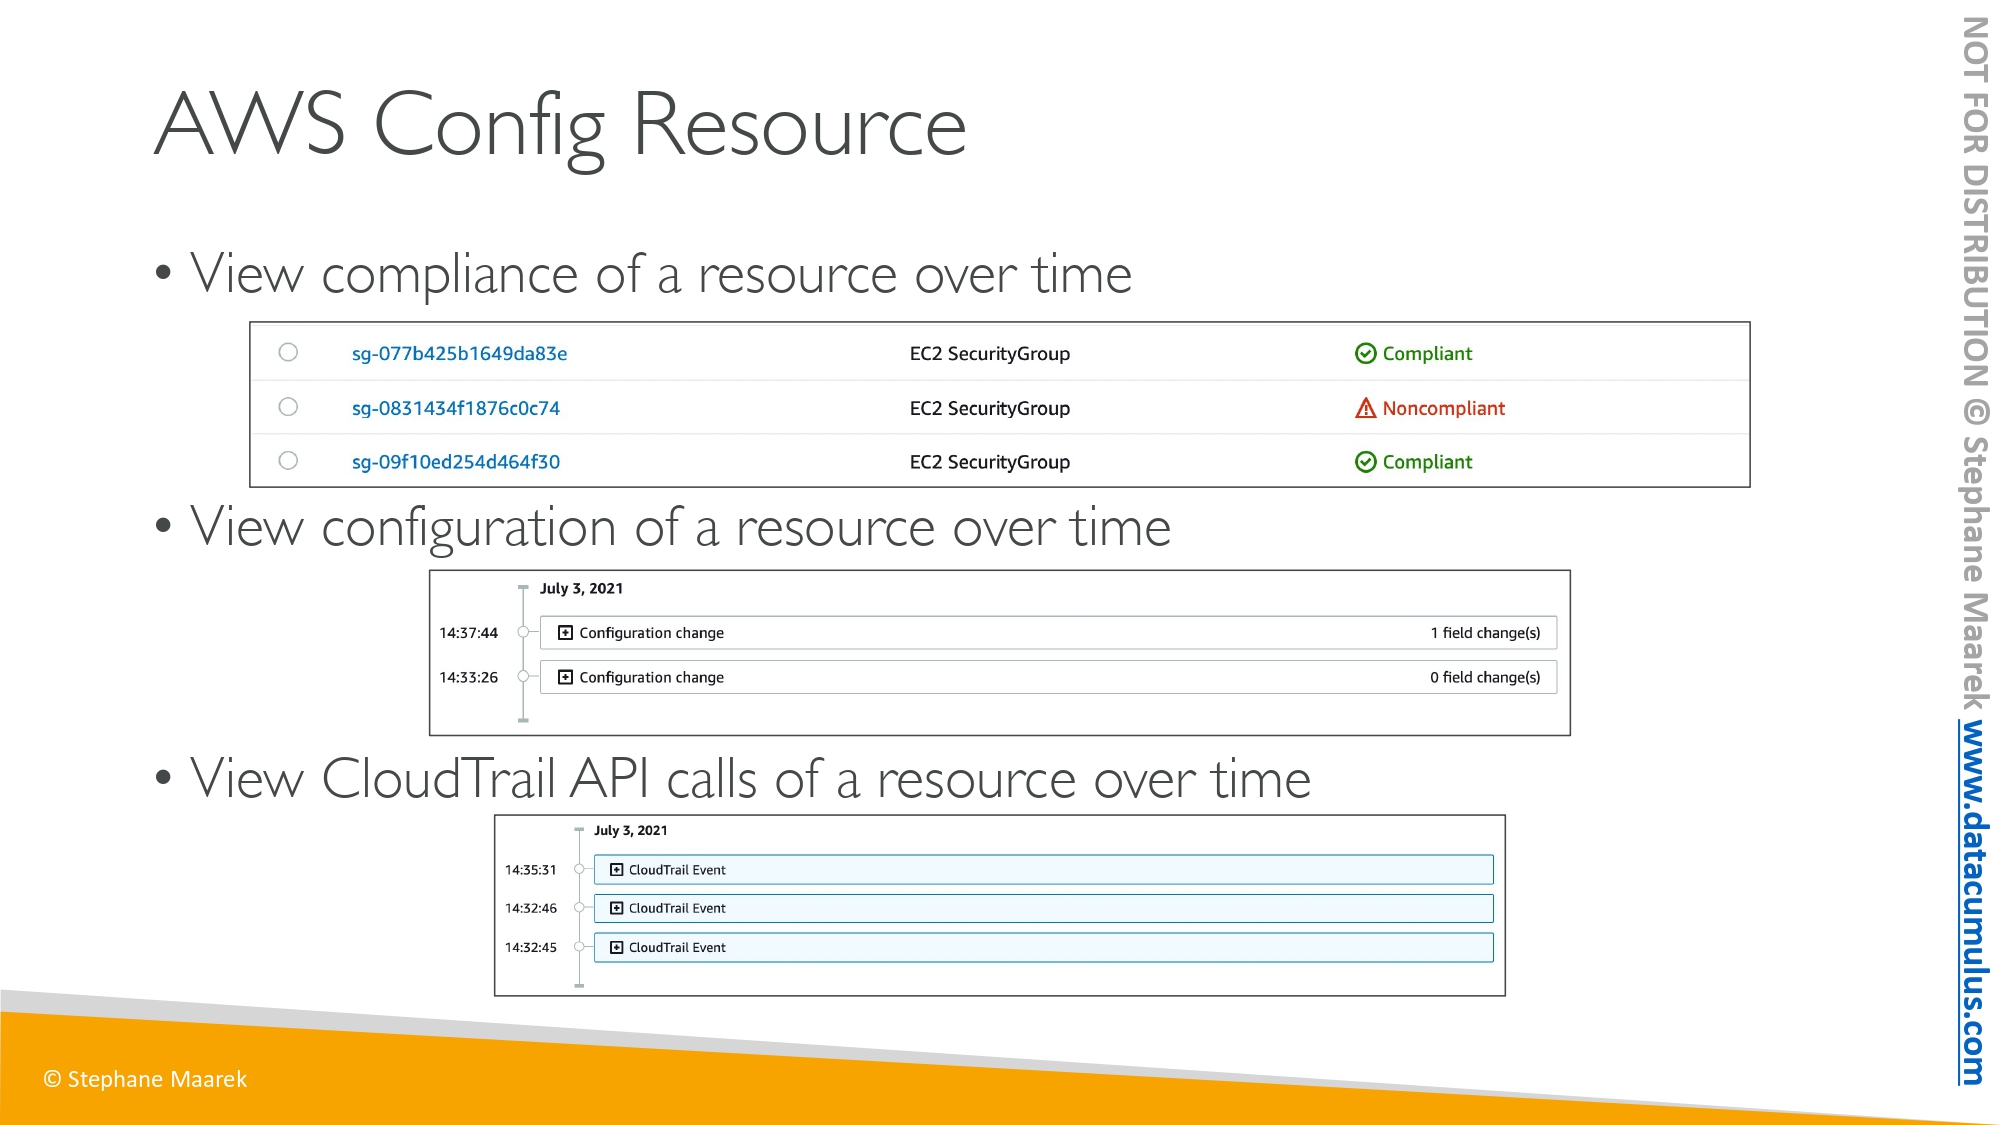 AWS Config Resource
• View compliance of a resource over time
sg-077b425b1649da83e EC2 SecurityGroup Compliant
sg-0831434f1876c0c74 EC2 SecurityGroup Noncompliant
sg-09f10ed254d464f30 EC2 SecurityGroup Compliant
• View configuration of a resource over time
July 3, 2021
14:37:44 Configuration change 1 field change(s)
14:33:26 Configuration change 0 field change(s)
• View CloudTrail API calls of a resource over time
July 3, 2021
14:35:31 CloudTrail Event
14:32:46 CloudTrail Event
14:32:45 CloudTrail Event
© Stephane Maarek
NOT FOR DISTRIBUTION © Stephane Maarek www.datacumulus.com